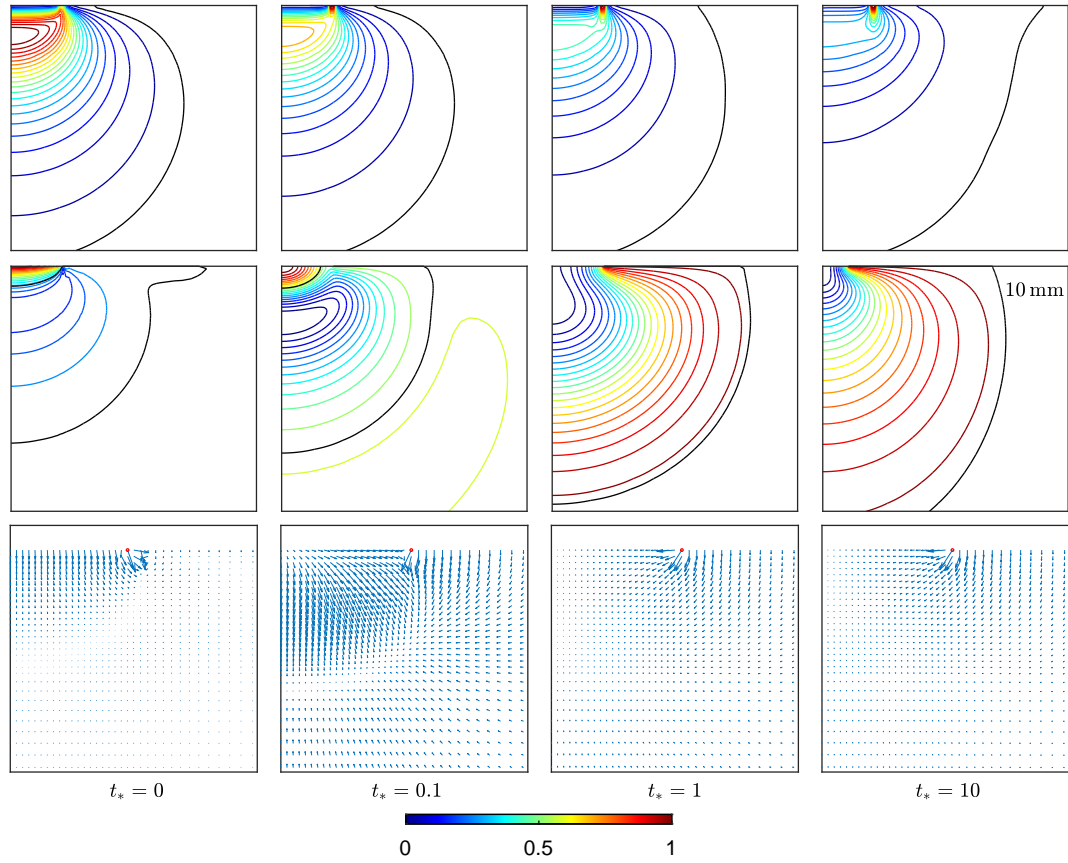 10 mm
t* = 0
t* = 0.1
t* = 1
t* = 10
0
0.5
1